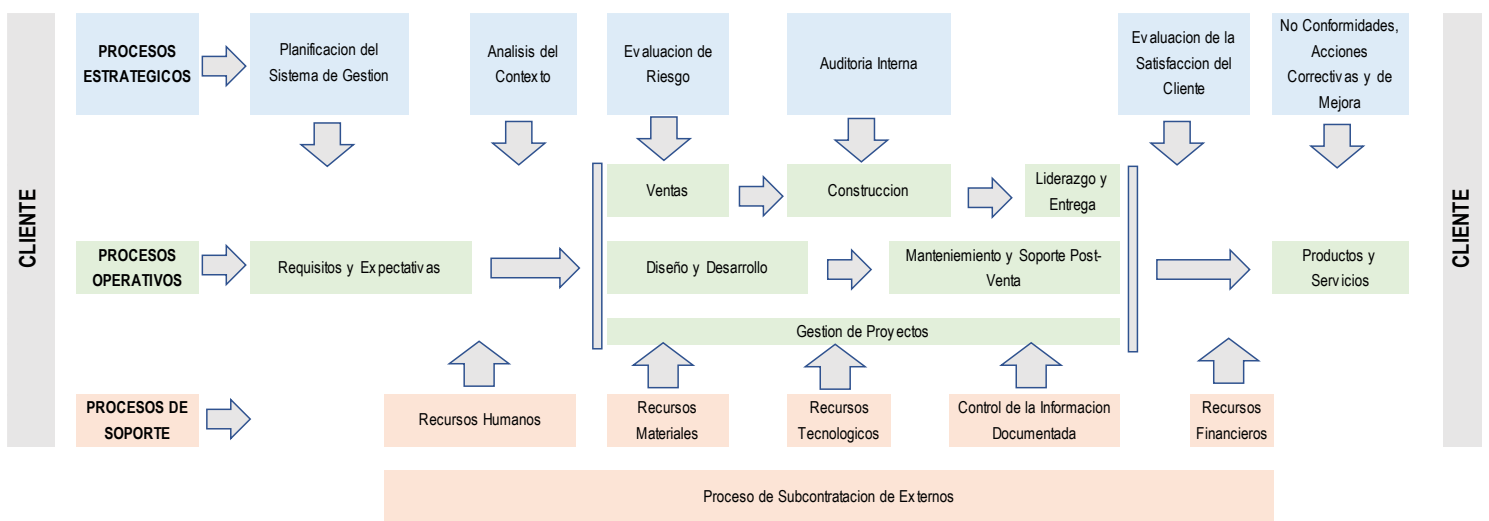 CLIENTE
PROCESOS
ESTRATEGICOS
Planificacion del
Sistema de Gestion
Analisis del
Contexto
Evaluacion de
Riesgo
Auditoria Interna
Evaluacion de la
Satisfaccion del
Cliente
No Conformidades,
Acciones
Correctivas y de
Mejora
Ventas
Construccion
Liderazgo y
Entrega
PROCESOS
OPERATIVOS
Requisitos y Expectativas
Diseño y Desarrollo
Manteniemiento y Soporte Post-
Venta
Productos y
Servicios
Gestion de Proyectos
PROCESOS DE
SOPORTE
Recursos Humanos
Recursos
Materiales
Recursos
Tecnologicos
Control de la Informacion
Documentada
Recursos
Financieros
Proceso de Subcontratacion de Externos
CLIENTE